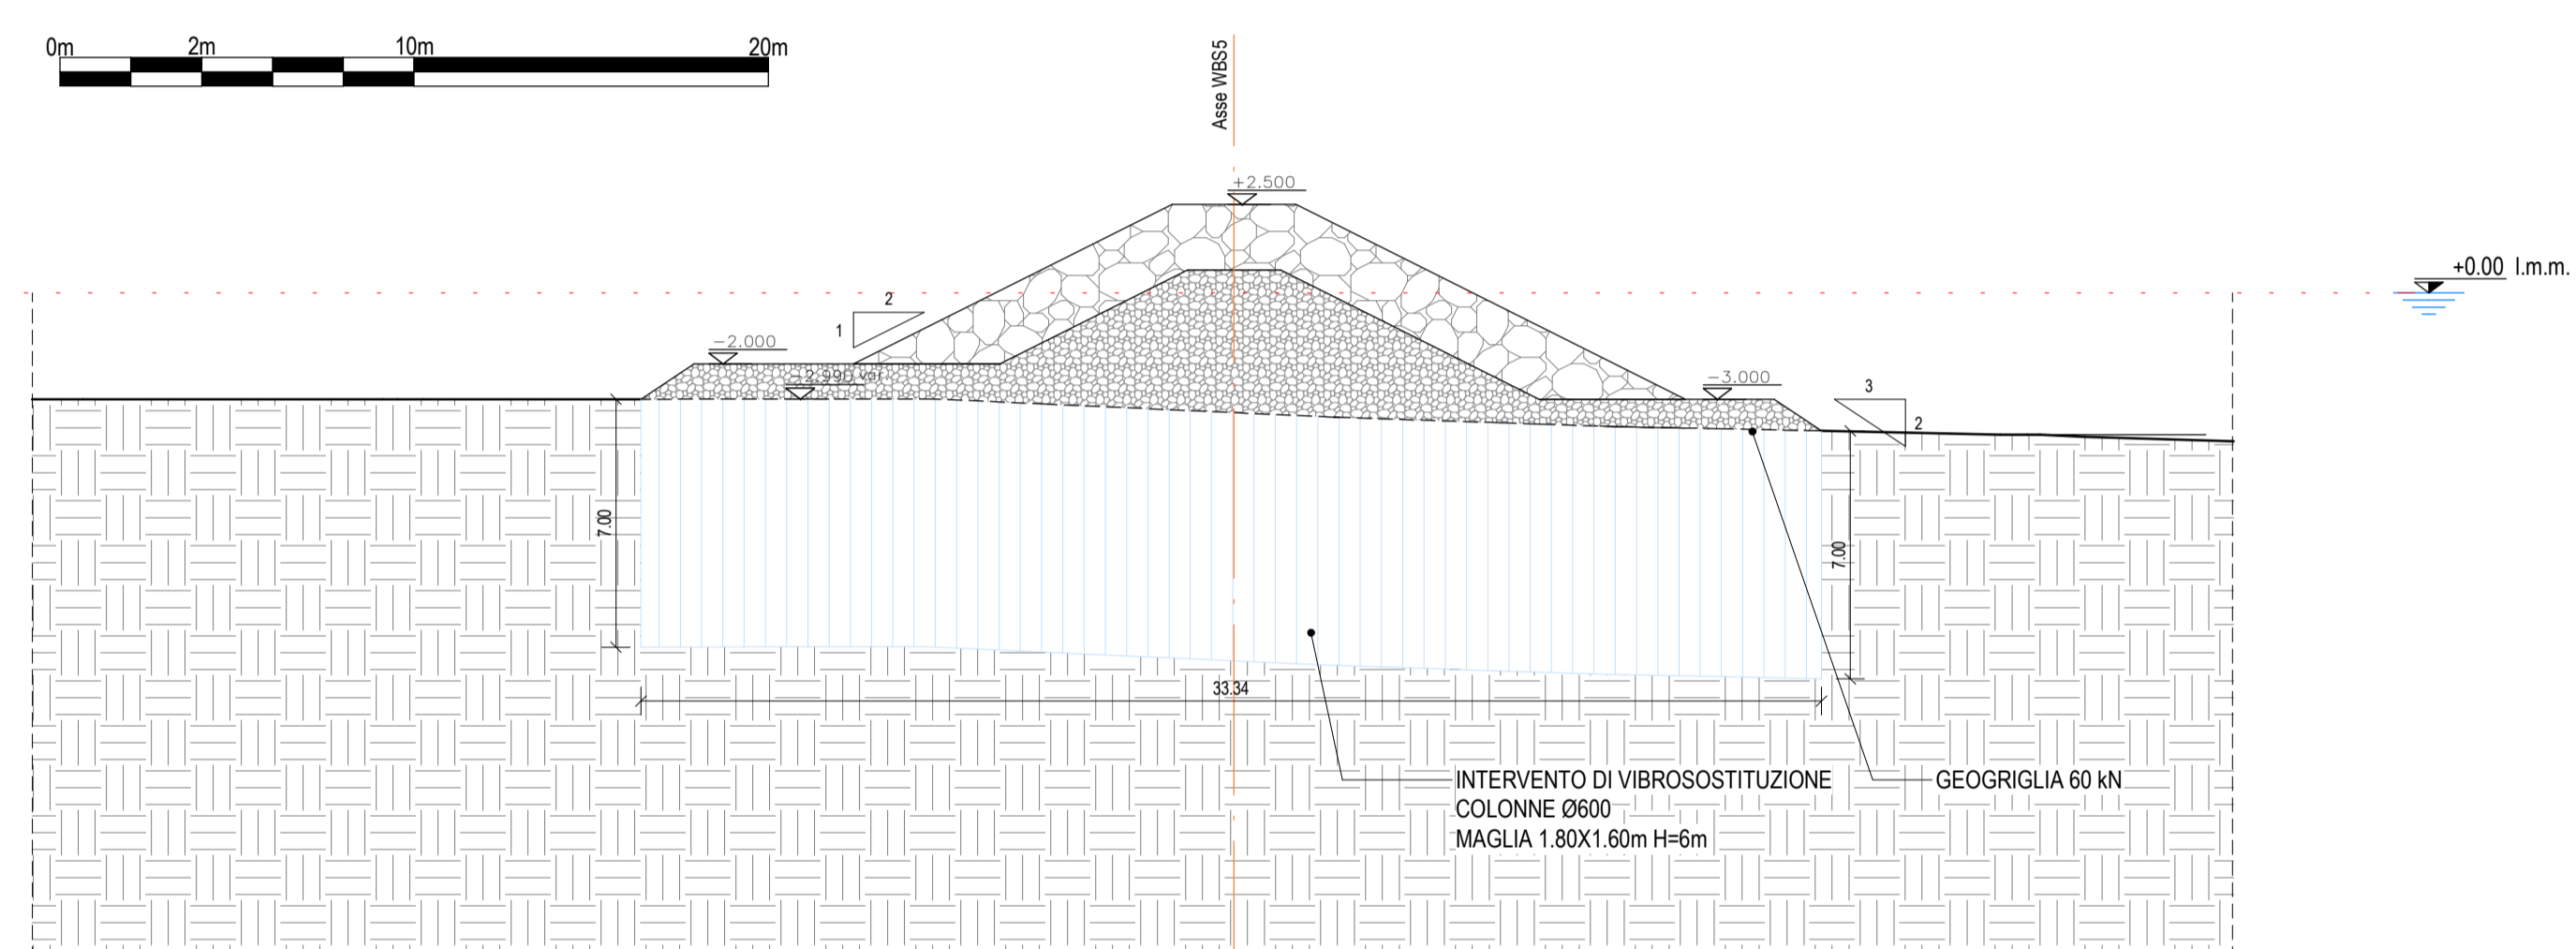 0m 2m 10m 20m
Asse WBS5
+2.500
+0.00 l.m.m.
2
1
-2.000
-2.990 var
-3.000
3
2
7.00
7.00
33.34
INTERVENTO DI VIBROSOSTITUZIONE
COLONNE Ø600
MAGLIA 1.80X1.60m H=6m
GEOGRIGLIA 60 kN